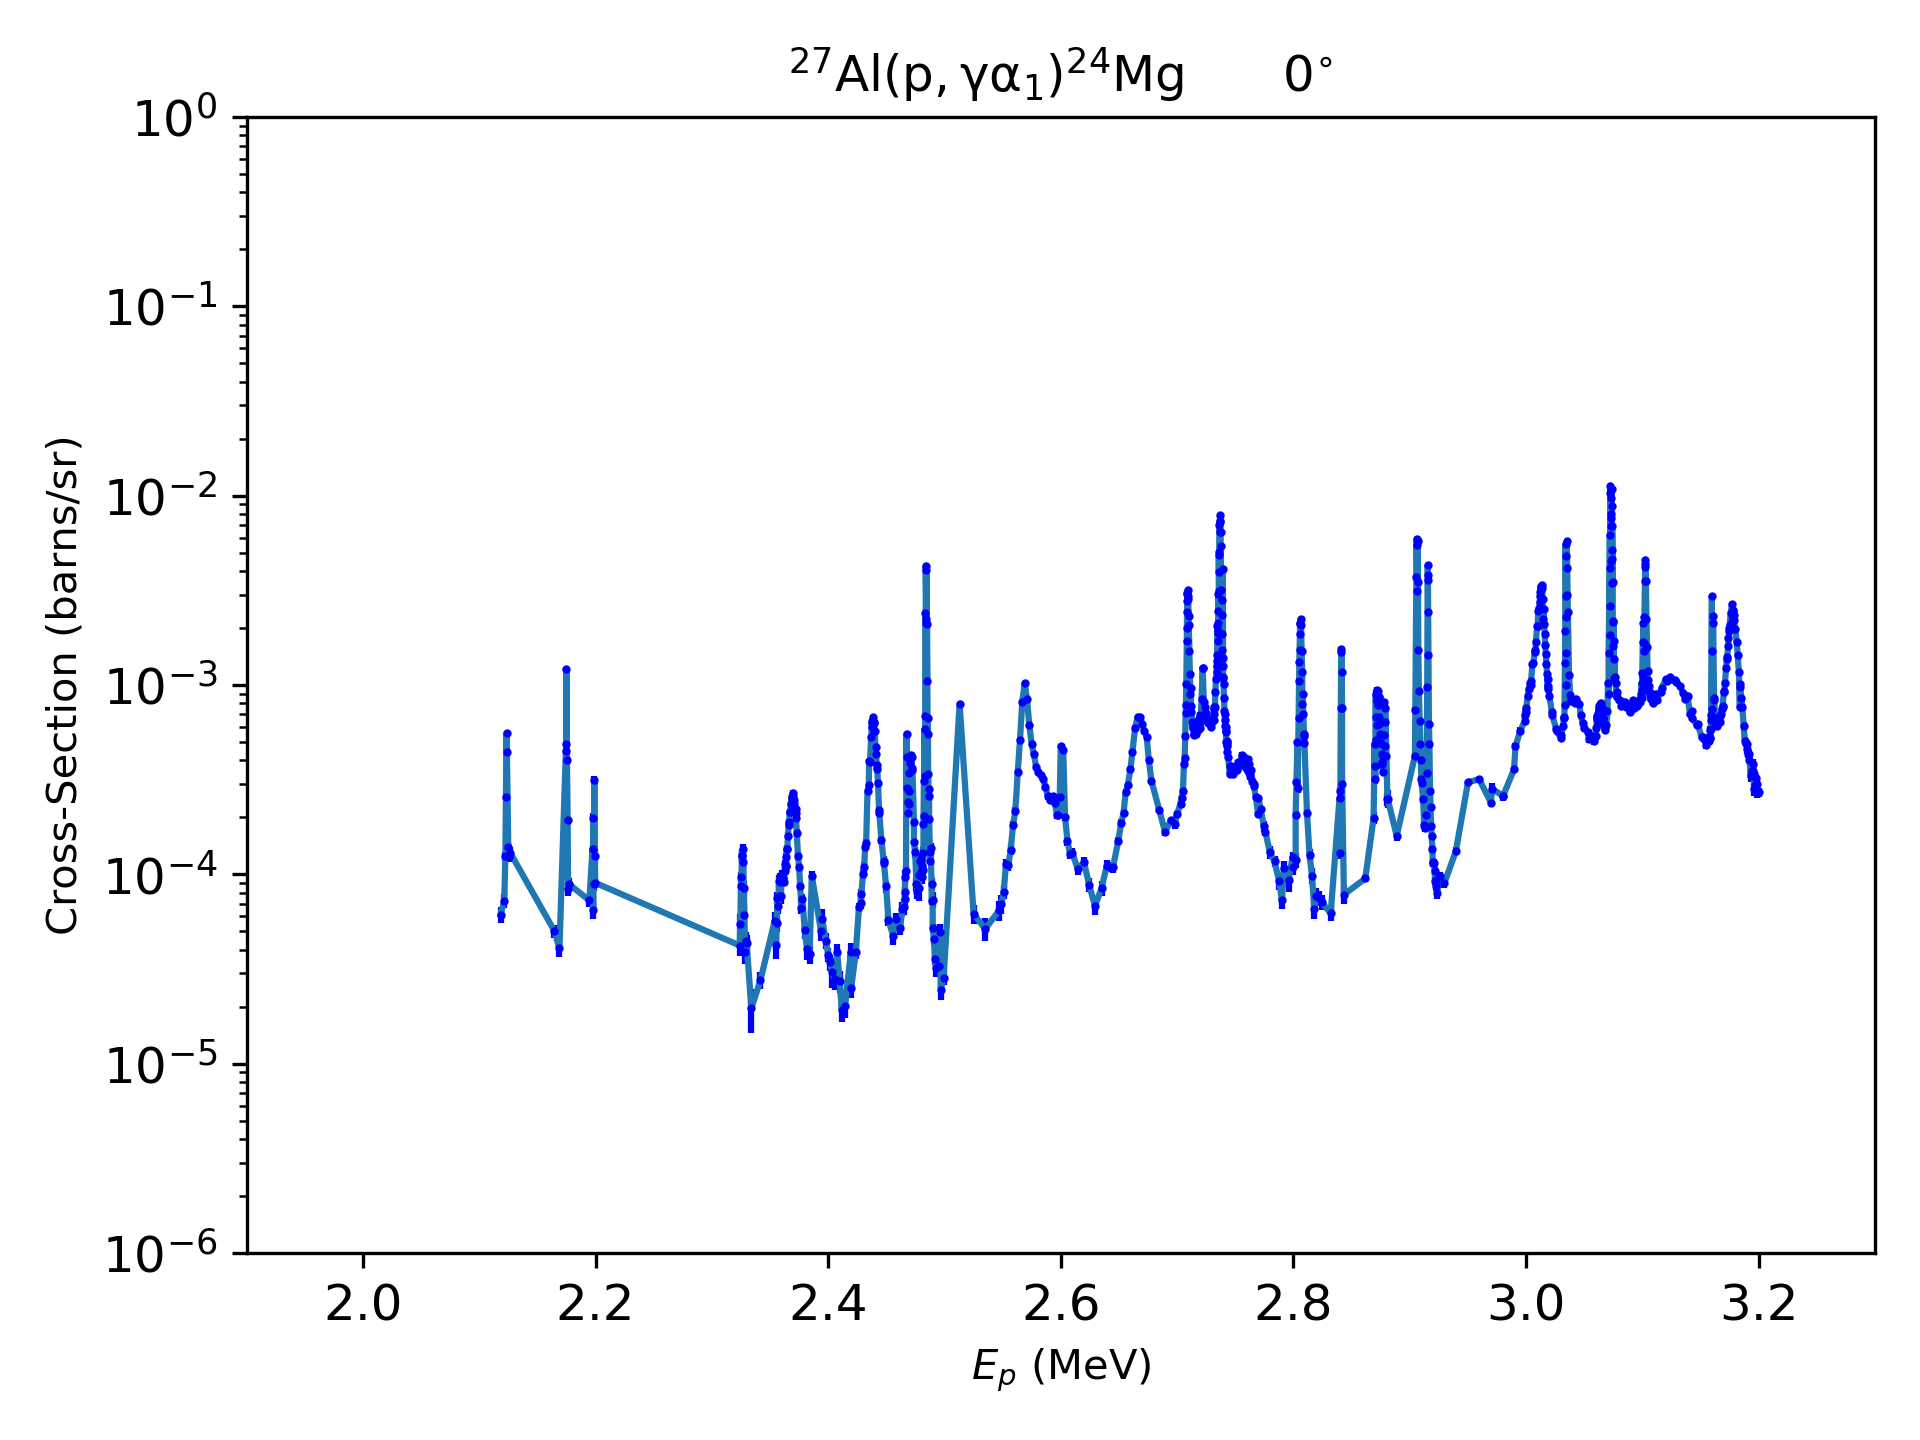 ²⁷Al(p, γα₁)²⁴Mg 0°
10⁰
10⁻¹
10⁻²
10⁻³
10⁻⁴
10⁻⁵
10⁻⁶
Cross-Section (barns/sr)
2.0 2.2 2.4 2.6 2.8 3.0 3.2
Eₚ (MeV)